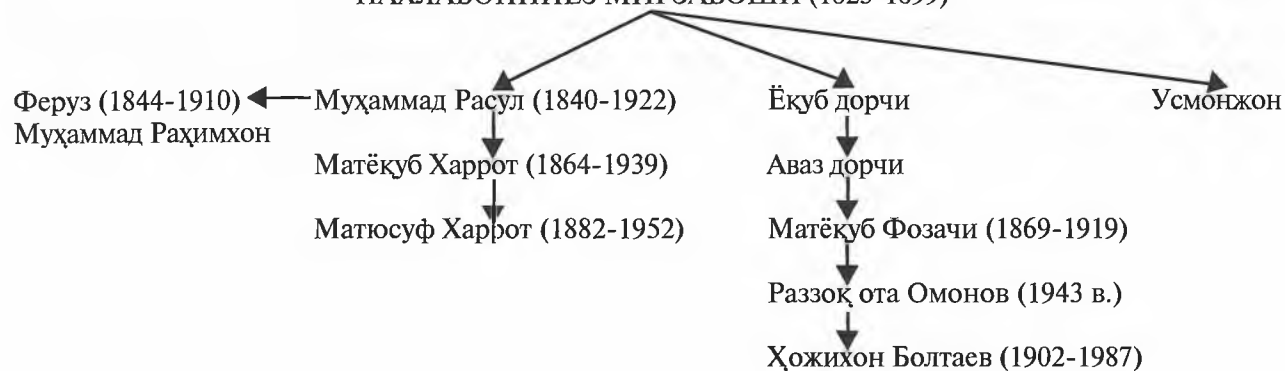 Феруз (1844-1910) Муҳаммад Расул (1840-1922) Ёқуб дорчи Усмонжон
Муҳаммад Раҳимхон
Матёқуб Харрот (1864-1939) Аваз дорчи
Матюсуф Харрот (1882-1952) Матёқуб Фозачи (1869-1919)
Раззоқ ота Омонов (1943 в.)
Ҳожихон Болтаев (1902-1987)